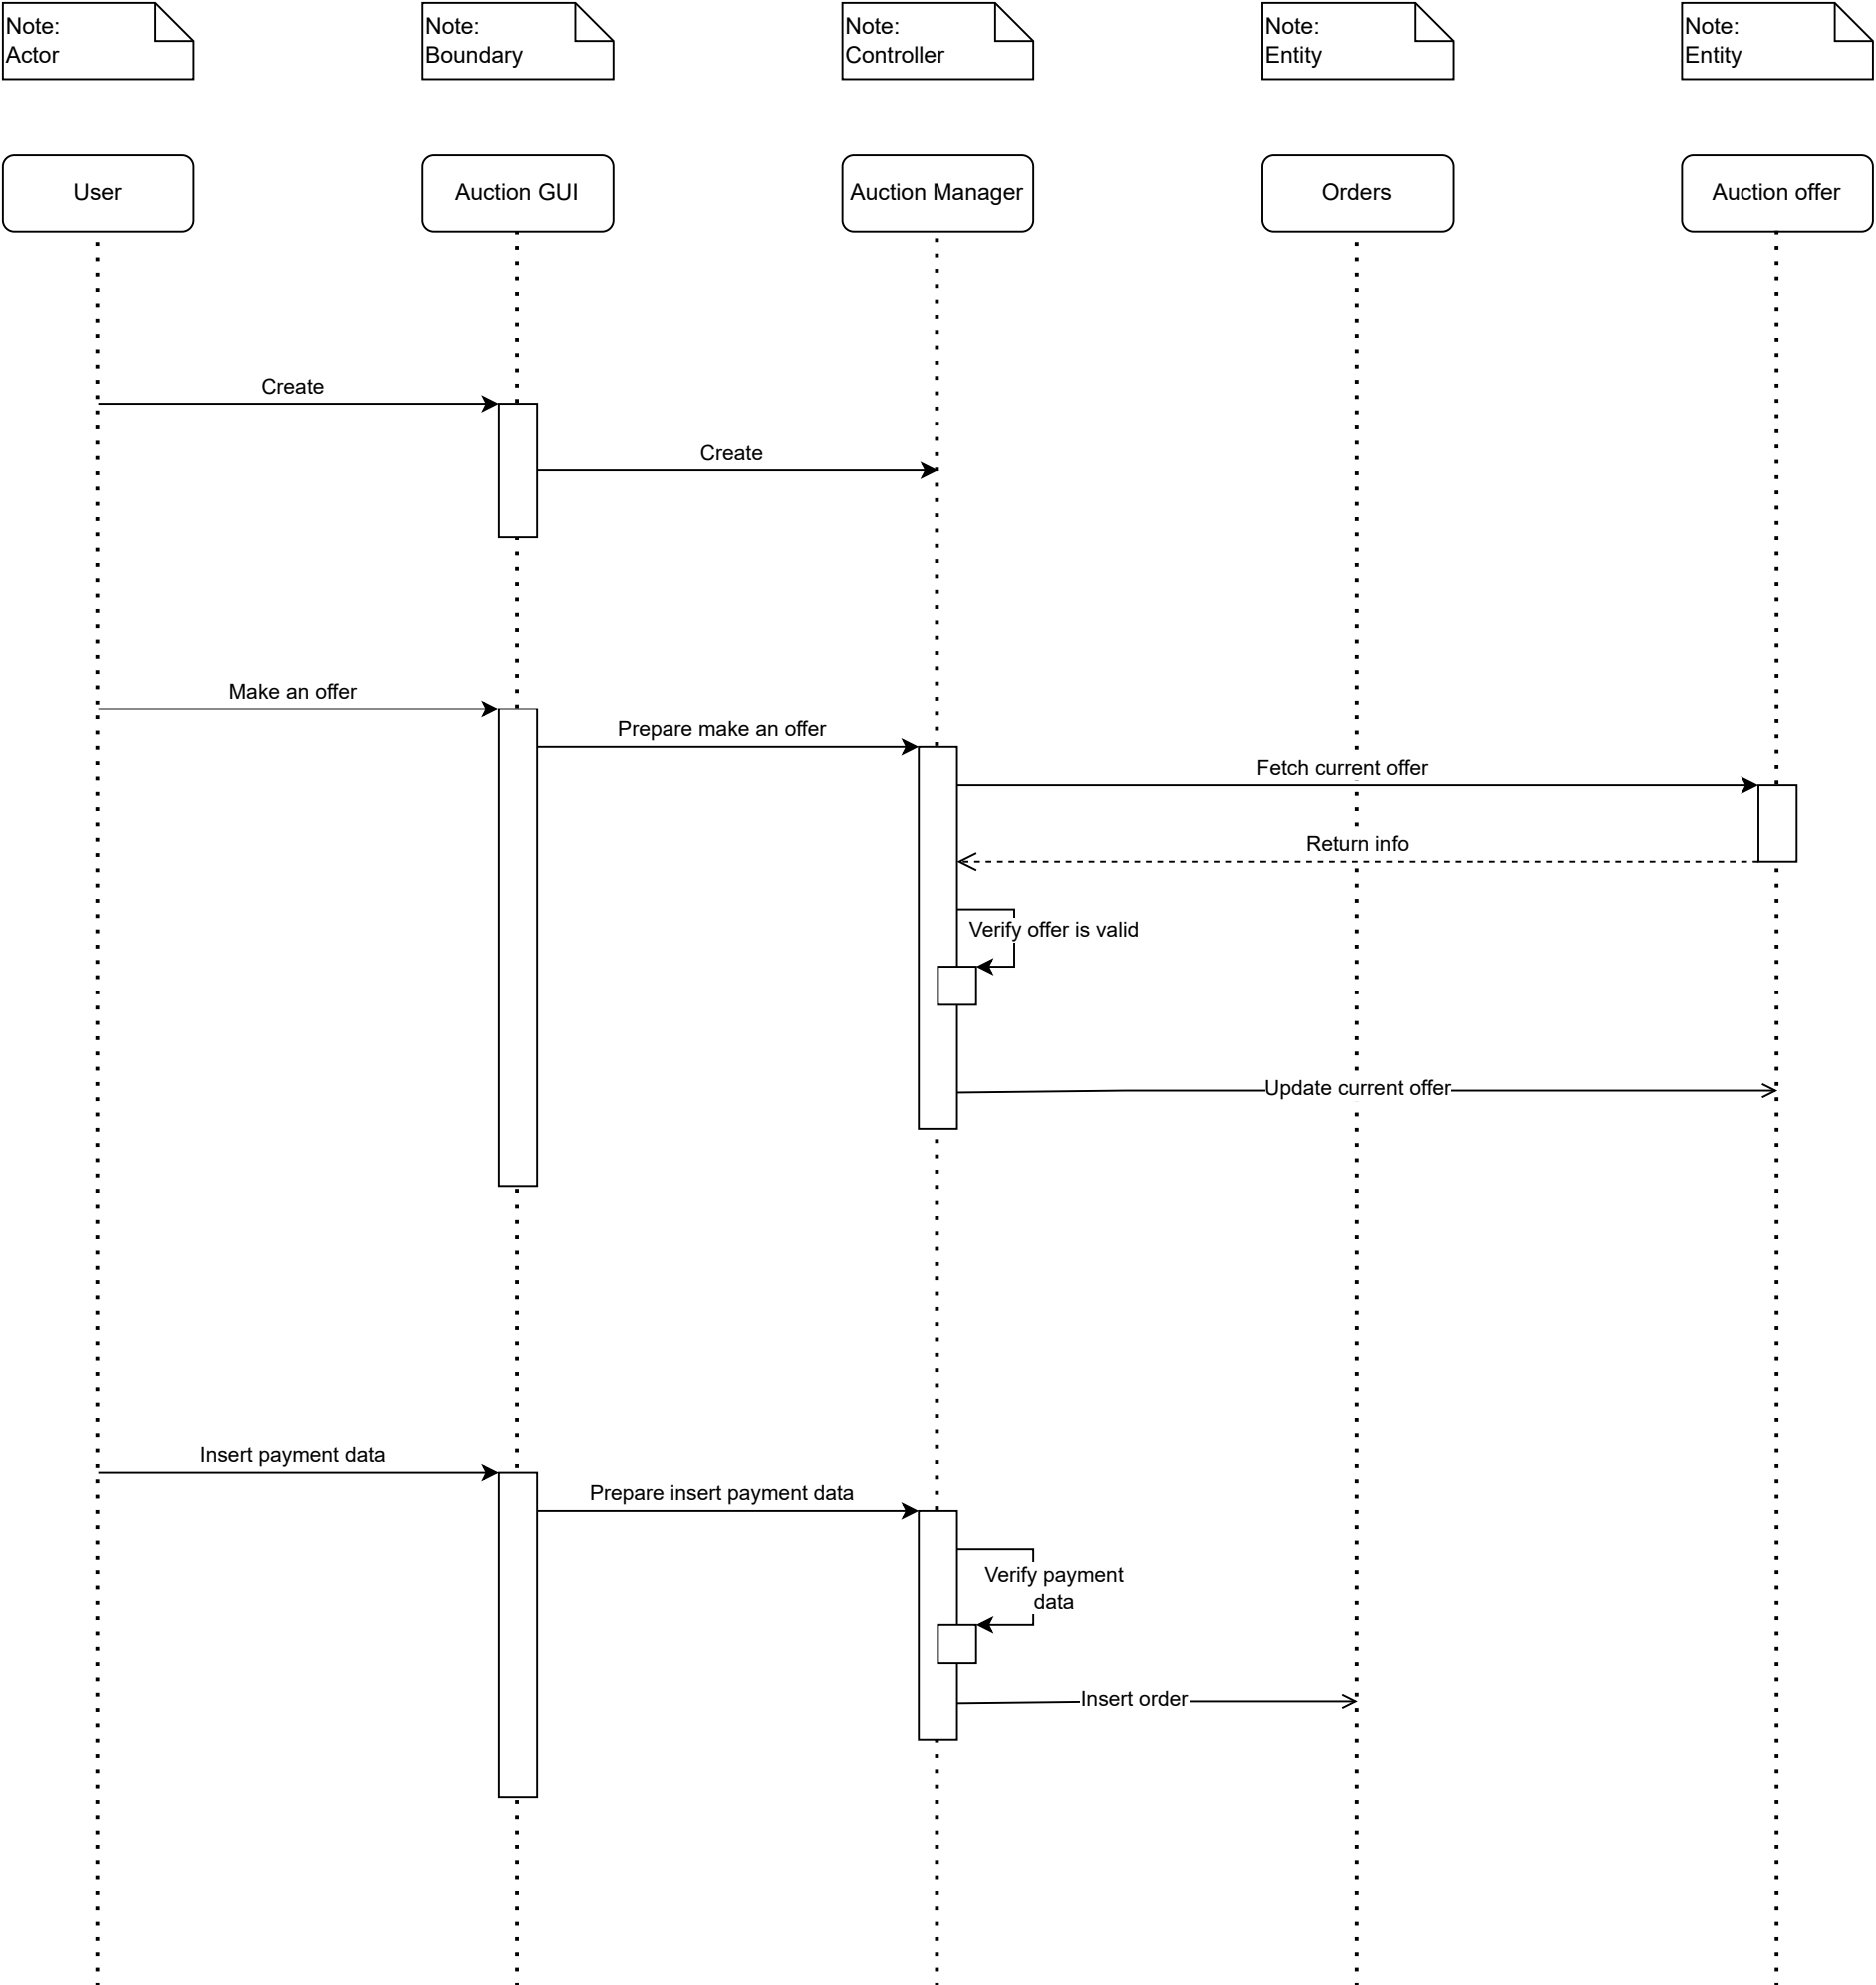 Note:
Actor
Note:
Boundary
Note:
Controller
Note:
Entity
Note:
Entity
User
Auction GUI
Auction Manager
Orders
Auction offer
Create
Create
Make an offer
Prepare make an offer
Fetch current offer
Return info
Verify offer is valid
Update current offer
Insert payment data
Prepare insert payment data
Verify payment
data
Insert order